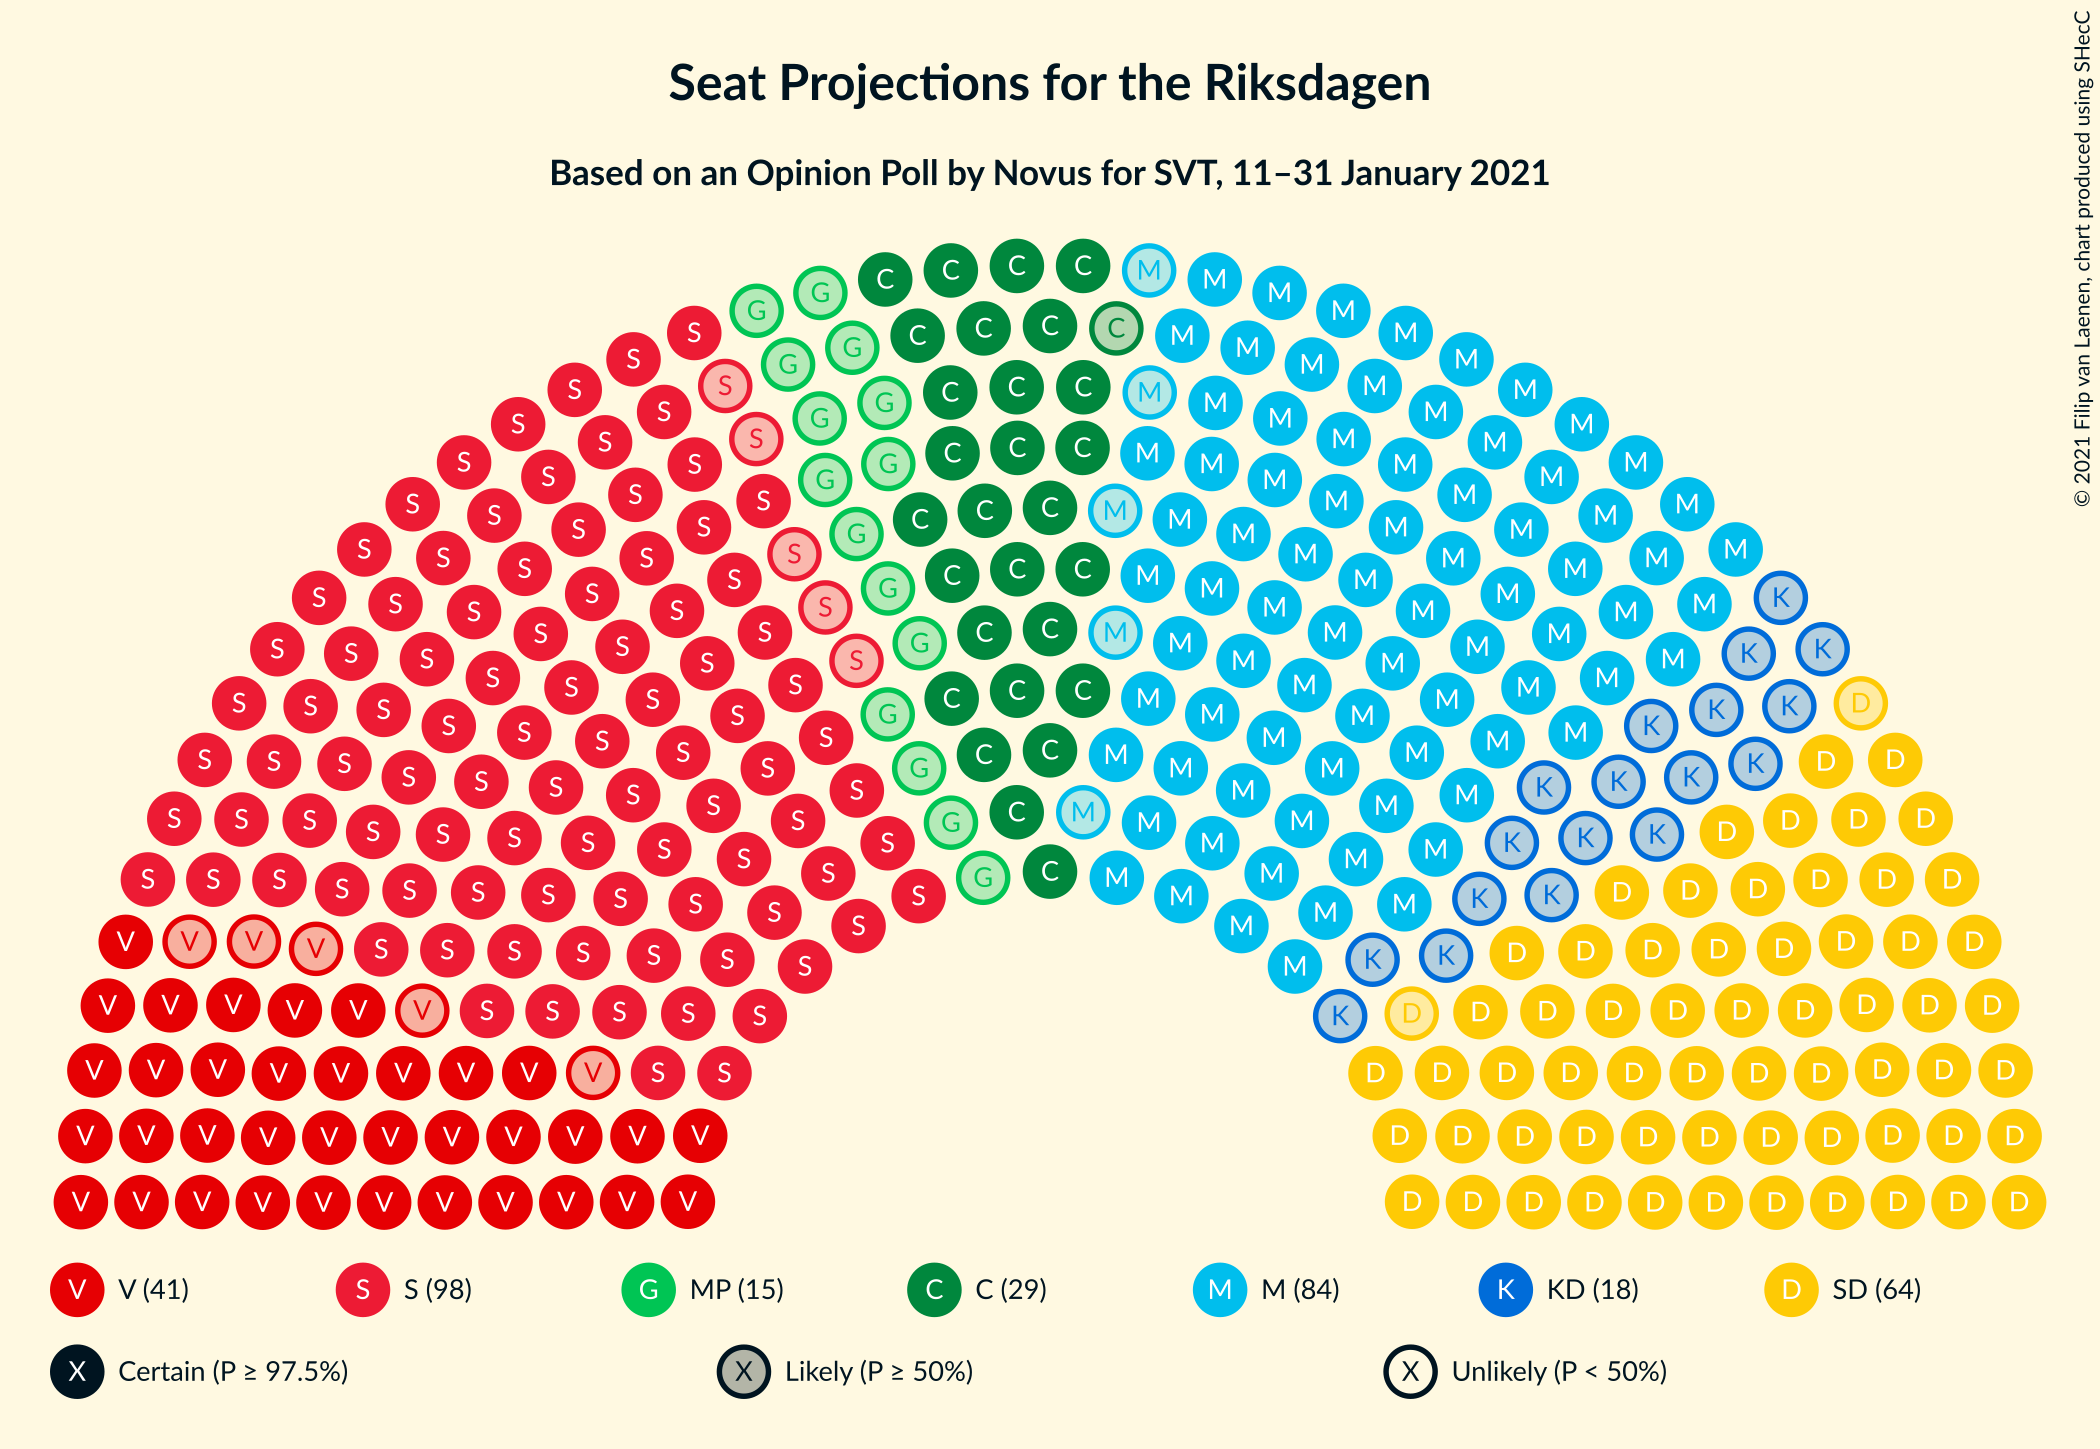 Seat Projections for the Riksdagen
Based on an Opinion Poll by Novus for SVT, 11–31 January 2021
© 2021 Filip van Laenen, chart produced using SHecC
V V (41)
S S (98)
G MP (15)
C C (29)
M M (84)
K KD (18)
D SD (64)
X Certain (P ≥ 97.5%)
X Likely (P ≥ 50%)
X Unlikely (P < 50%)